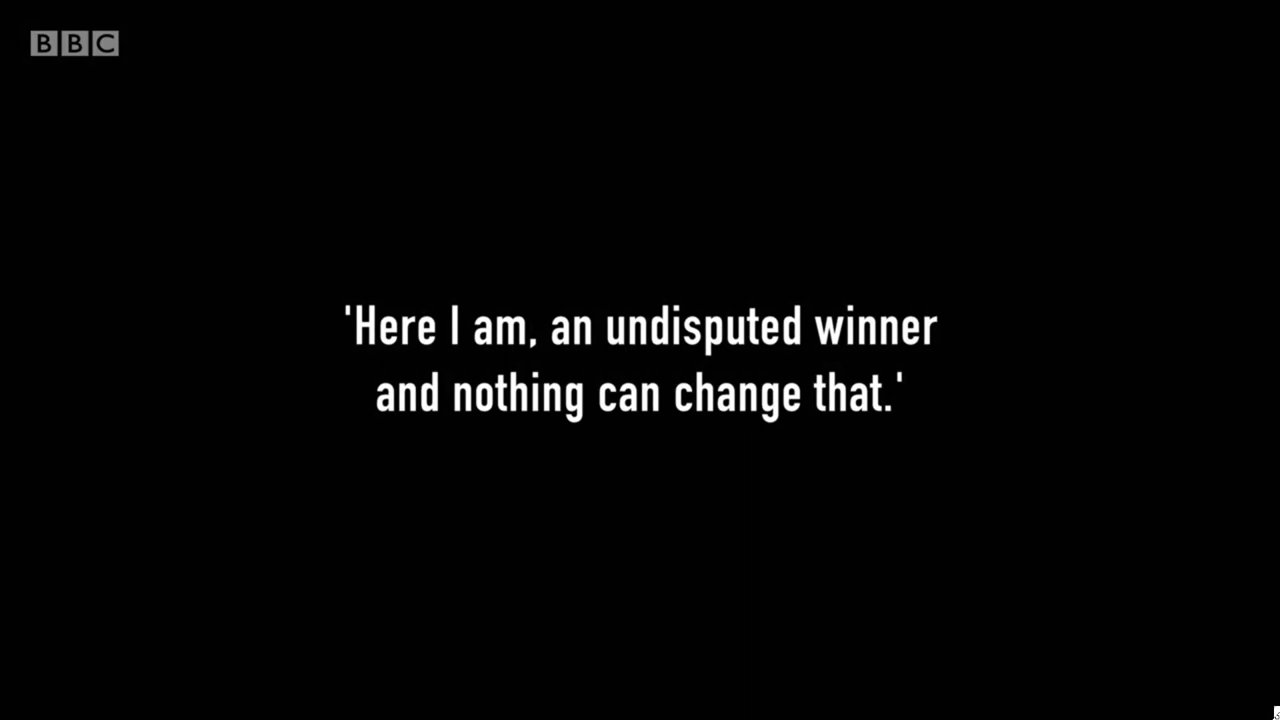 BBC
'Here I am, an undisputed winner
and nothing can change that.'